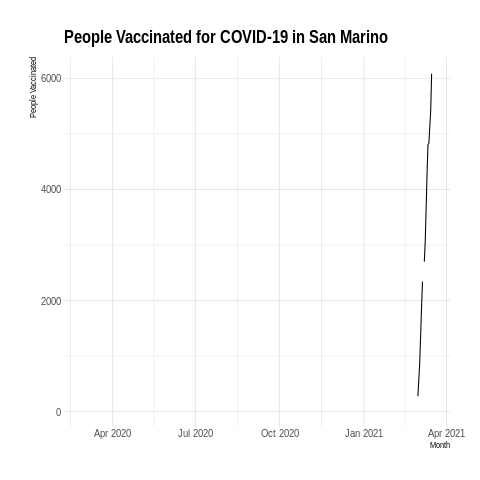 People Vaccinated for COVID-19 in San Marino
People Vaccinated
6000
4000
2000
0
Apr 2020 Jul 2020 Oct 2020 Jan 2021 Apr 2021
Month